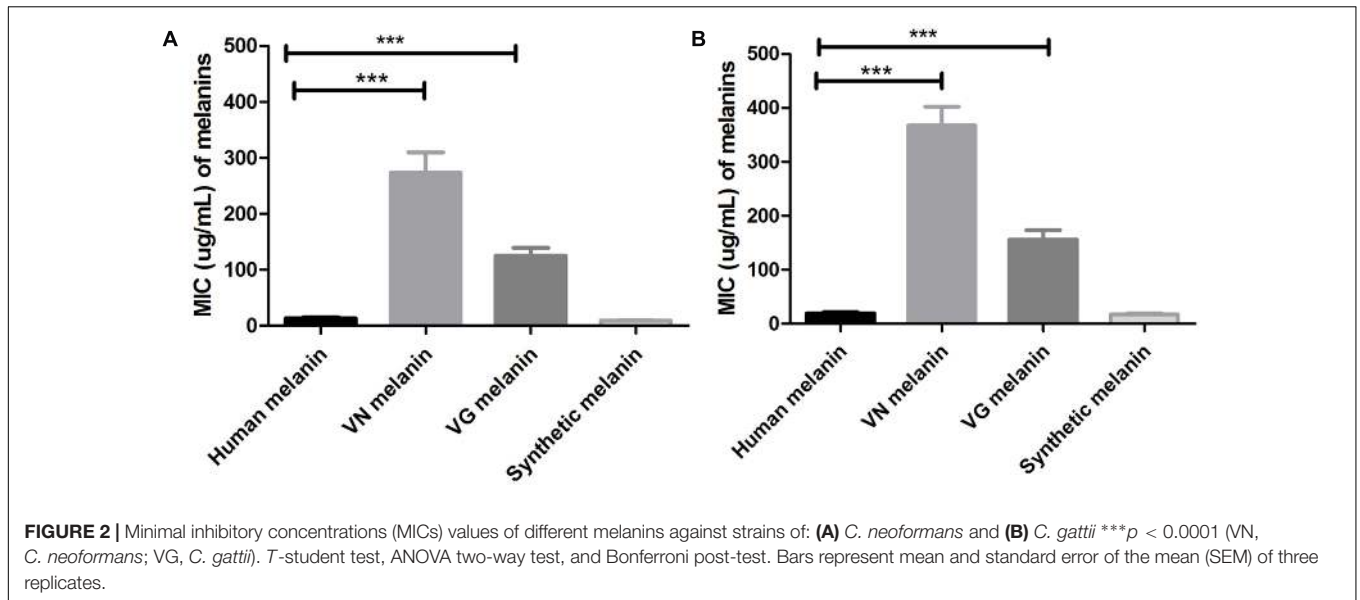 A
B
MIC (ug/mL) of melanins
500
400
300
200
100
0
***
***
Human melanin
VN melanin
VG melanin
Synthetic melanin
MIC (ug/mL) of melanins
500
400
300
200
100
0
***
***
Human melanin
VN melanin
VG melanin
Synthetic melanin
FIGURE 2 | Minimal inhibitory concentrations (MICs) values of different melanins against strains of: (A) C. neoformans and (B) C. gattii ***p < 0.0001 (VN,
C. neoformans; VG, C. gattii). T-student test, ANOVA two-way test, and Bonferroni post-test. Bars represent mean and standard error of the mean (SEM) of three
replicates.